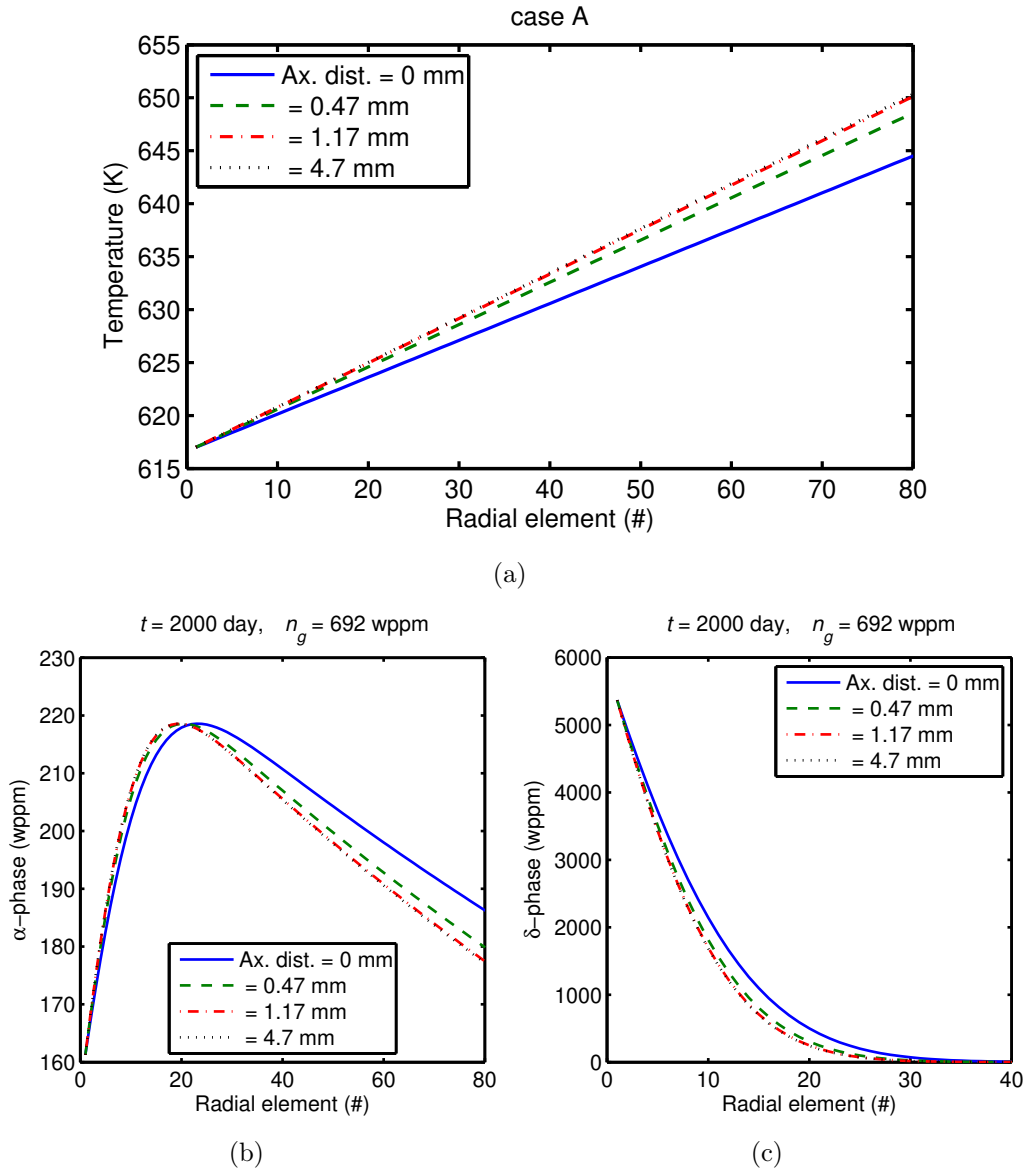 case A
655
650
645
640
635
630
625
620
615
Temperature (K)
Ax. dist. = 0 mm
= 0.47 mm
= 1.17 mm
= 4.7 mm
0 10 20 30 40 50 60 70 80
Radial element (#)
(a)
t = 2000 day, n_g = 692 wppm
230
220
210
200
190
180
170
160
α−phase (wppm)
Ax. dist. = 0 mm
= 0.47 mm
= 1.17 mm
= 4.7 mm
0 20 40 60 80
Radial element (#)
(b)
t = 2000 day, n_g = 692 wppm
6000
5000
4000
3000
2000
1000
0
δ−phase (wppm)
Ax. dist. = 0 mm
= 0.47 mm
= 1.17 mm
= 4.7 mm
0 10 20 30 40
Radial element (#)
(c)